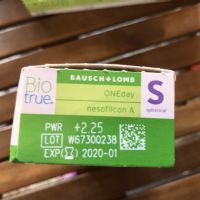 Bio
true.
BAUSCH + LOMB
ONEday
nesofilcon A
S
spherical
PWR +2.25
LOT W67300238
EXP 2020-01